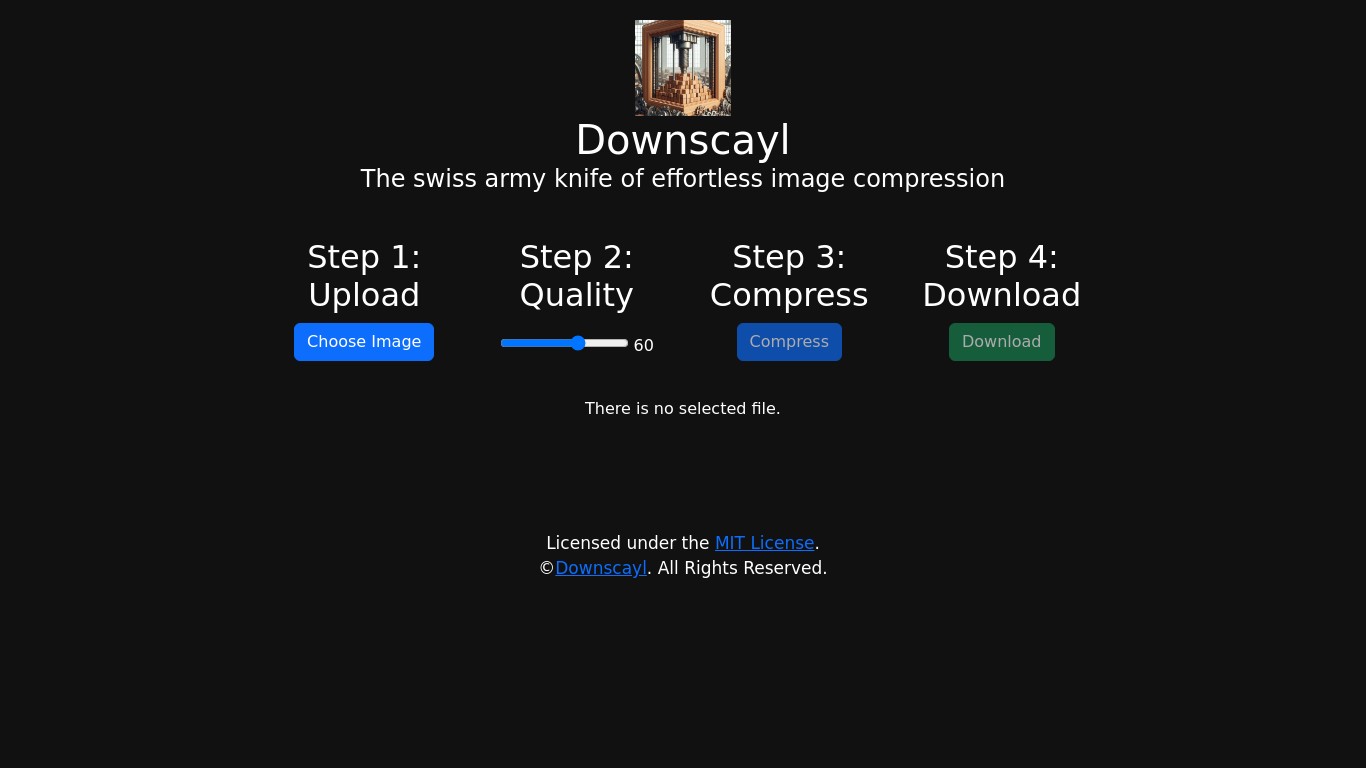 Downscayl
The swiss army knife of effortless image compression
Step 1:
Upload
Choose Image
Step 2:
Quality
60
Step 3:
Compress
Compress
Step 4:
Download
Download
There is no selected file.
Licensed under the MIT License.
©Downscayl. All Rights Reserved.